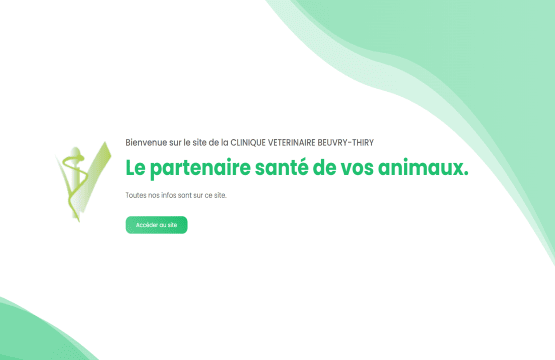 Bienvenue sur le site de la CLINIQUE VETERINAIRE BEUVRY-THIRY
Le partenaire santé de vos animaux.
Toutes nos infos sont sur ce site.
Accéder au site